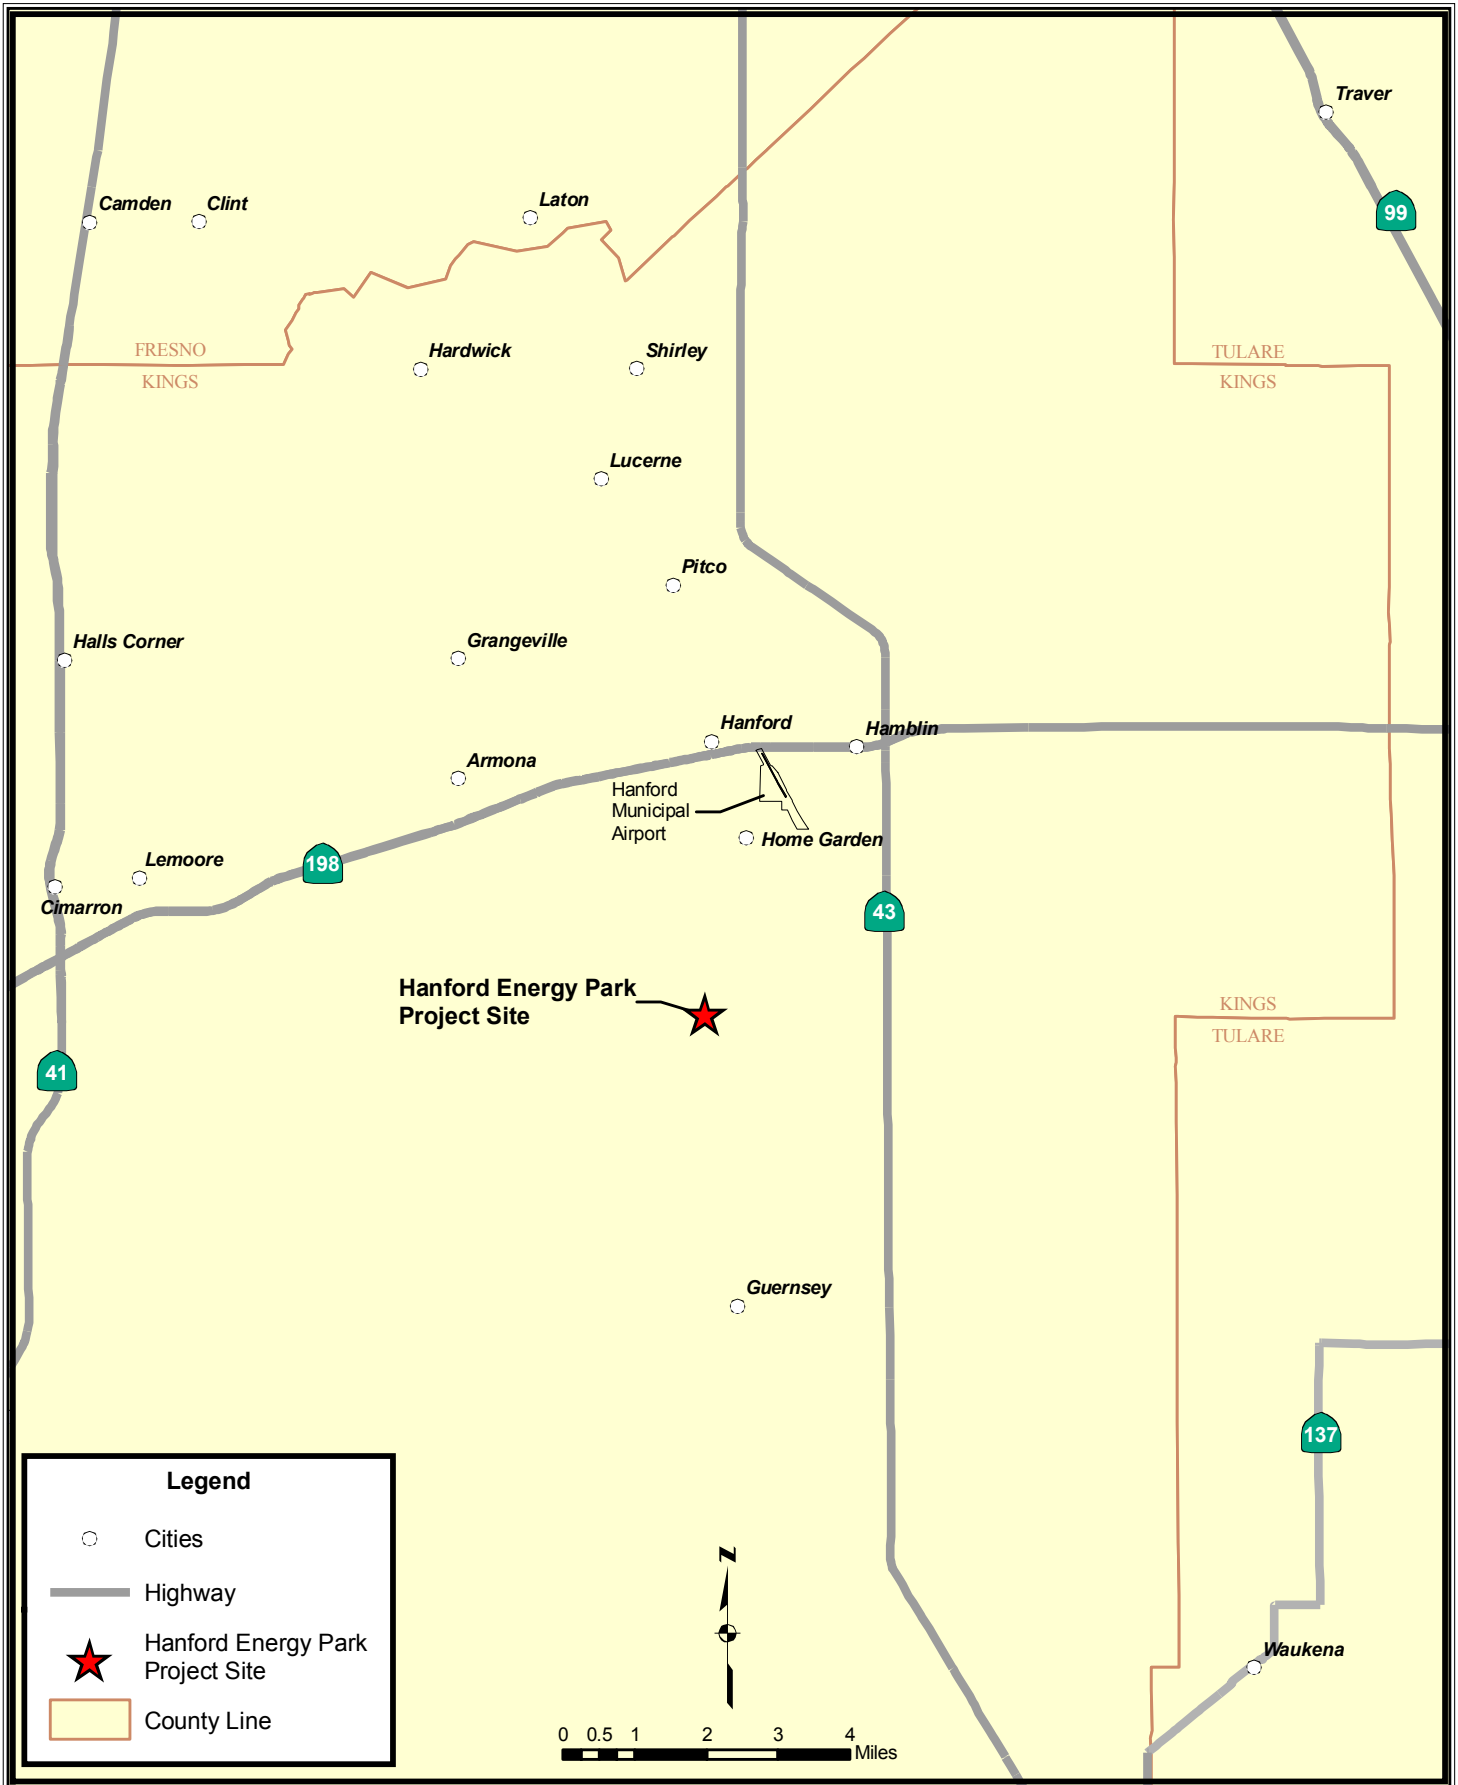 Traver
99
Camden
Clint
Laton
FRESNO
KINGS
Hardwick
Shirley
TULARE
KINGS
Lucerne
Pitco
Halls Corner
Grangeville
Hanford
Hamblin
Armona
Hanford
Municipal
Airport
Home Garden
Lemoore
198
Cimarron
43
Hanford Energy Park
Project Site
KINGS
TULARE
41
Guernsey
137
Legend
Cities
Highway
Hanford Energy Park
Project Site
County Line
N
Waukena
0 0.5 1 2 3 4
Miles